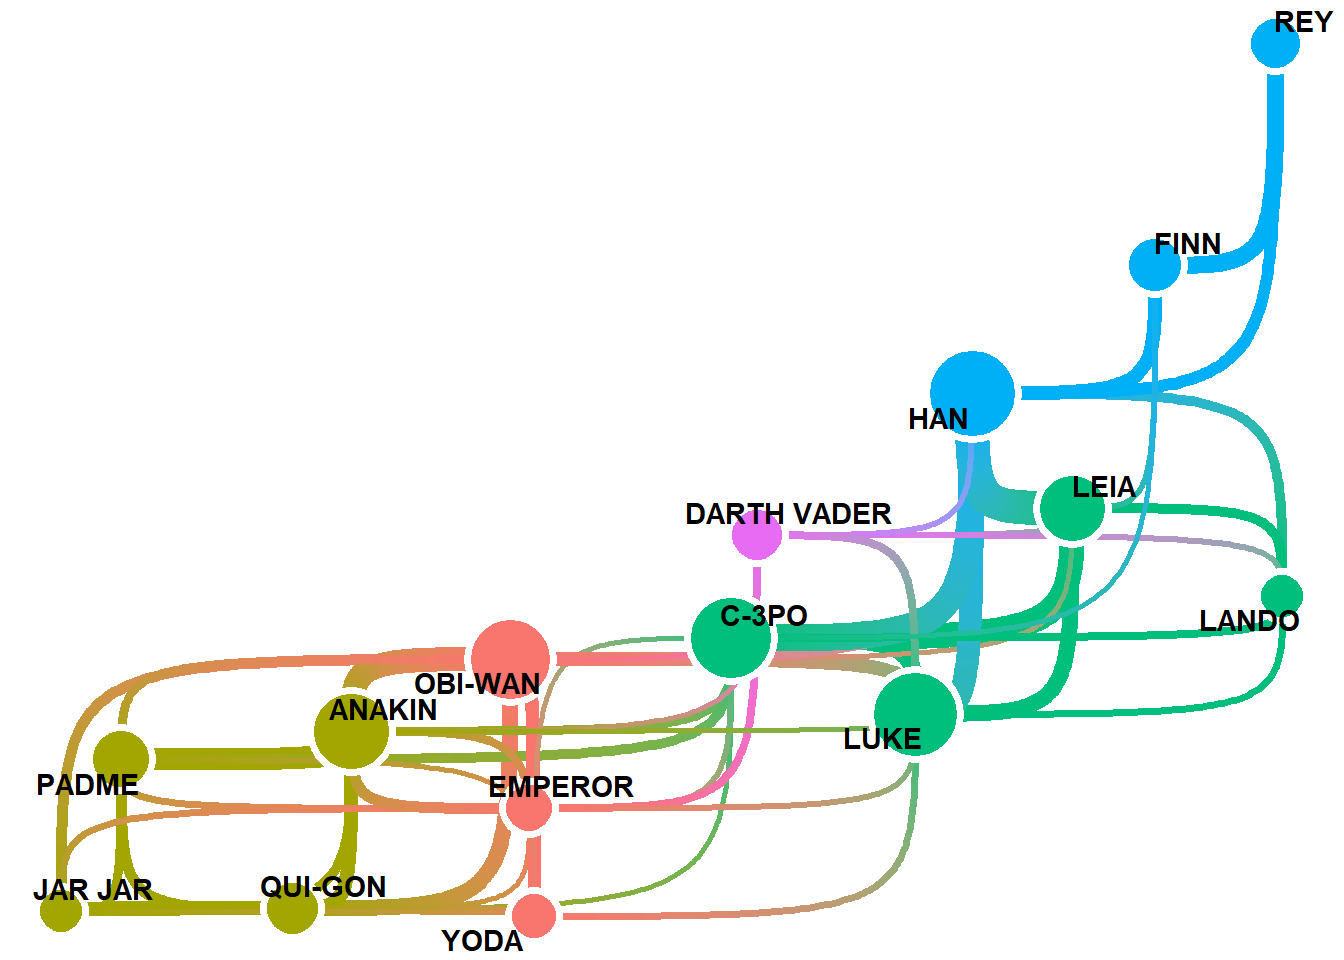 REY
FINN
HAN
LEIA
DARTH VADER
C-3PO
LANDO
OBI-WAN
ANAKIN
LUKE
PADME
EMPEROR
JAR JAR
QUI-GON
YODA